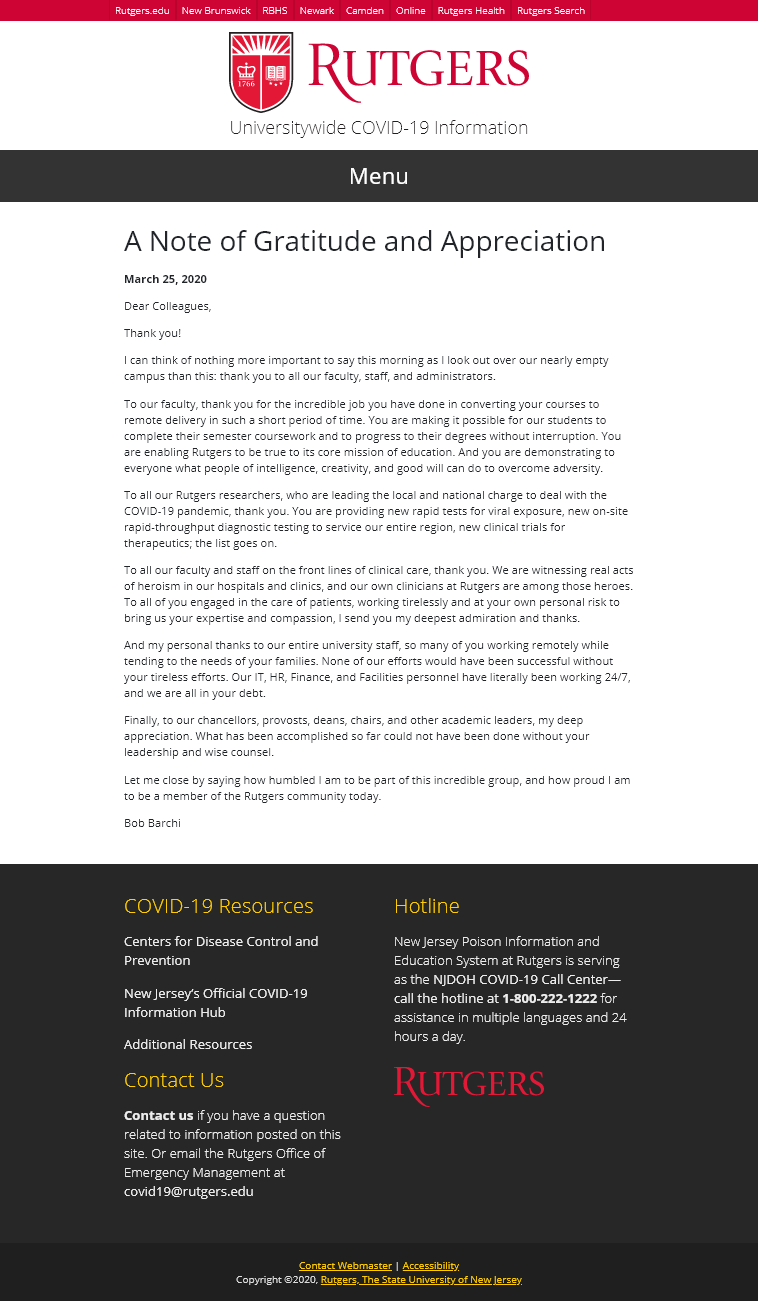 Rutgers.edu New Brunswick RBHS Newark Camden Online Rutgers Health Rutgers Search
1766
RUTGERS
Universitywide COVID-19 Information
Menu
A Note of Gratitude and Appreciation
March 25, 2020
Dear Colleagues,
Thank you!
I can think of nothing more important to say this morning as I look out over our nearly empty
campus than this: thank you to all our faculty, staff, and administrators.
To our faculty, thank you for the incredible job you have done in converting your courses to
remote delivery in such a short period of time. You are making it possible for our students to
complete their semester coursework and to progress to their degrees without interruption. You
are enabling Rutgers to be true to its core mission of education. And you are demonstrating to
everyone what people of intelligence, creativity, and good will can do to overcome adversity.
To all our Rutgers researchers, who are leading the local and national charge to deal with the
COVID-19 pandemic, thank you. You are providing new rapid tests for viral exposure, new on-site
rapid-throughput diagnostic testing to service our entire region, new clinical trials for
therapeutics; the list goes on.
To all our faculty and staff on the front lines of clinical care, thank you. We are witnessing real acts
of heroism in our hospitals and clinics, and our own clinicians at Rutgers are among those heroes.
To all of you engaged in the care of patients, working tirelessly and at your own personal risk to
bring us your expertise and compassion, I send you my deepest admiration and thanks.
And my personal thanks to our entire university staff, so many of you working remotely while
tending to the needs of your families. None of our efforts would have been successful without
your tireless efforts. Our IT, HR, Finance, and Facilities personnel have literally been working 24/7,
and we are all in your debt.
Finally, to our chancellors, provosts, deans, chairs, and other academic leaders, my deep
appreciation. What has been accomplished so far could not have been done without your
leadership and wise counsel.
Let me close by saying how humbled I am to be part of this incredible group, and how proud I am
to be a member of the Rutgers community today.
Bob Barchi
COVID-19 Resources
Centers for Disease Control and
Prevention
New Jersey’s Official COVID-19
Information Hub
Additional Resources
Contact Us
Contact us if you have a question
related to information posted on this
site. Or email the Rutgers Office of
Emergency Management at
covid19@rutgers.edu
Hotline
New Jersey Poison Information and
Education System at Rutgers is serving
as the NJDOH COVID-19 Call Center—
call the hotline at 1-800-222-1222 for
assistance in multiple languages and 24
hours a day.
RUTGERS
Contact Webmaster | Accessibility
Copyright ©2020, Rutgers, The State University of New Jersey